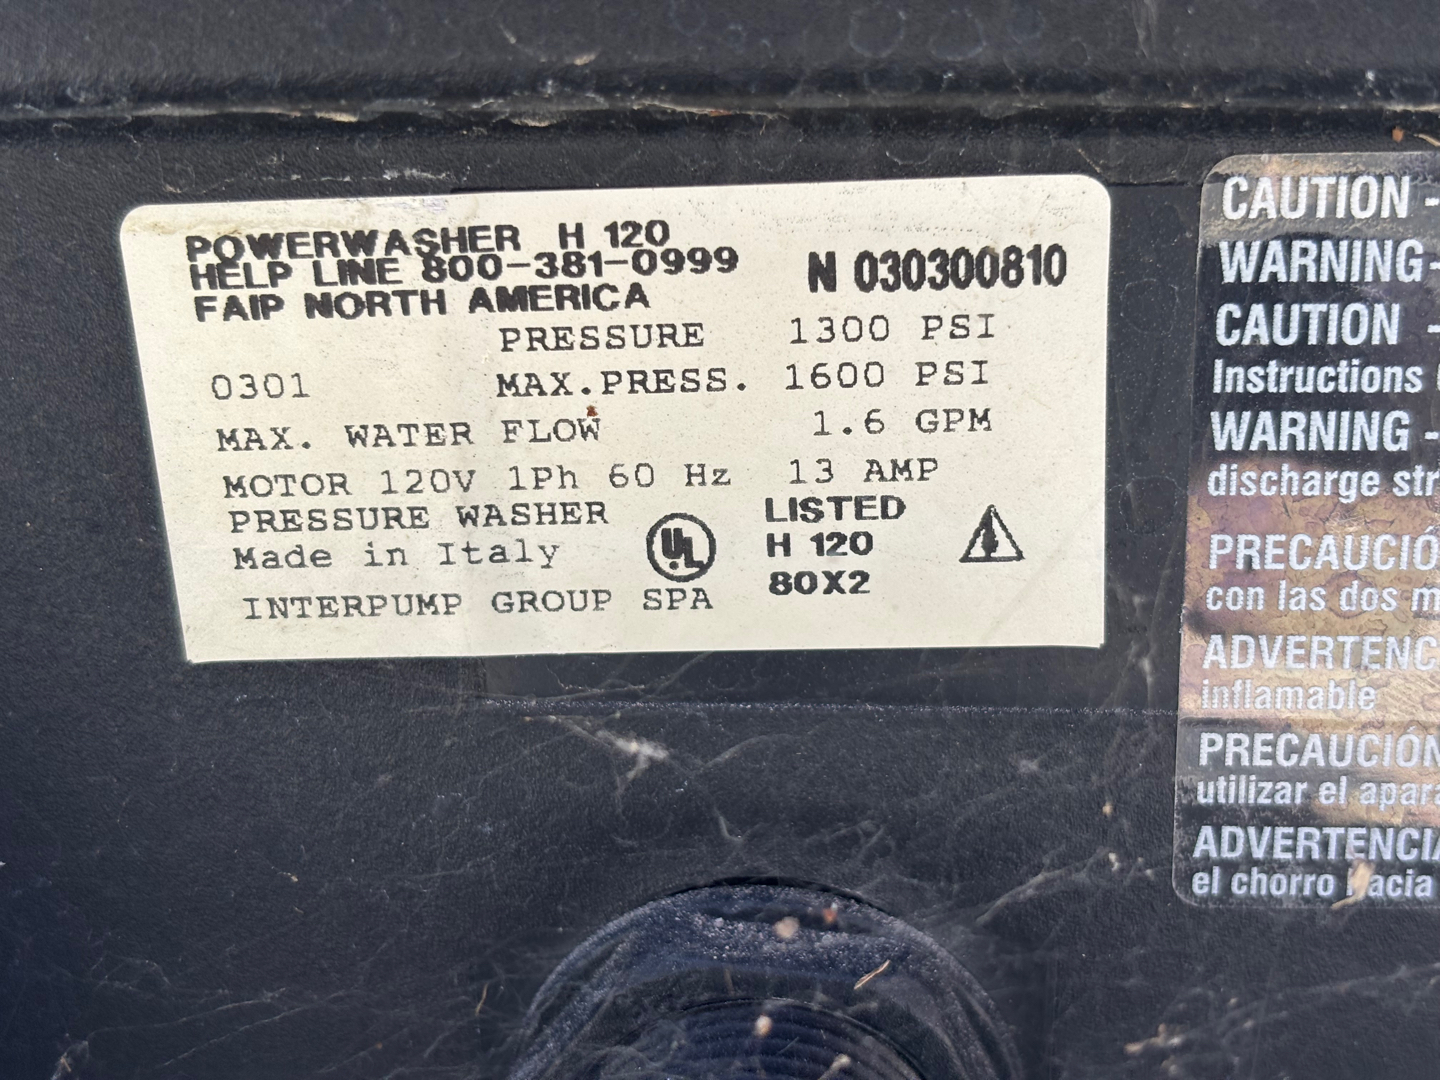 POWERWASHER H 120
HELP LINE 800-381-0999
FAIP NORTH AMERICA
N 030300810
PRESSURE 1300 PSI
0301 MAX.PRESS. 1600 PSI
MAX. WATER FLOW 1.6 GPM
MOTOR 120V 1Ph 60 Hz 13 AMP
PRESSURE WASHER
Made in Italy
INTERPUMP GROUP SPA
UL
LISTED
H 120
80X2
CAUTION -
WARNING-
CAUTION -
Instructions
WARNING -
discharge str
PRECAUCIÓ
con las dos m
ADVERTENC
inflamable
PRECAUCIÓN
utilizar el apara
ADVERTENCIA
el chorro hacia